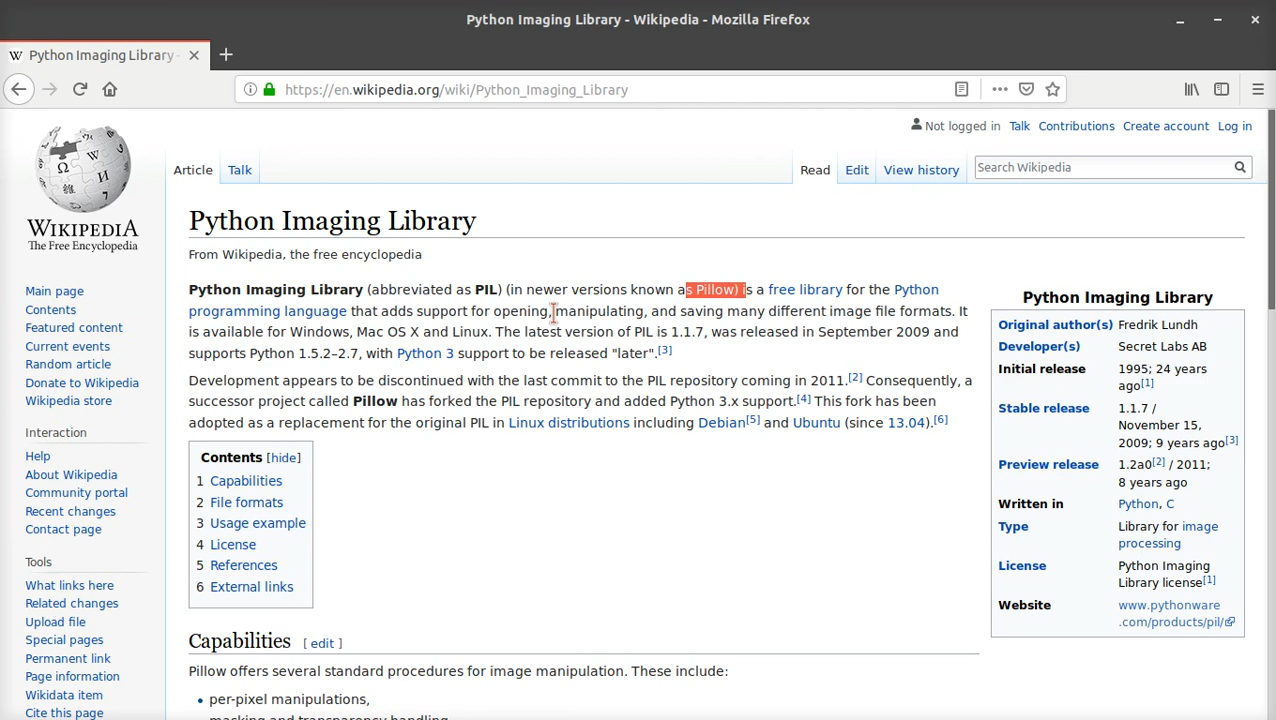 Python Imaging Library - Wikipedia - Mozilla Firefox
W Python Imaging Library -
https://en.wikipedia.org/wiki/Python_Imaging_Library
Not logged in Talk Contributions Create account Log in
Article Talk Read Edit View history Search Wikipedia
WIKIPEDIA
The Free Encyclopedia
Main page
Contents
Featured content
Current events
Random article
Donate to Wikipedia
Wikipedia store
Interaction
Help
About Wikipedia
Community portal
Recent changes
Contact page
Tools
What links here
Related changes
Upload file
Special pages
Permanent link
Page information
Wikidata item
Cite this page
Python Imaging Library
From Wikipedia, the free encyclopedia
Python Imaging Library (abbreviated as PIL) (in newer versions known as Pillow) is a free library for the Python
programming language that adds support for opening, manipulating, and saving many different image file formats. It
is available for Windows, Mac OS X and Linux. The latest version of PIL is 1.1.7, was released in September 2009 and
supports Python 1.5.2–2.7, with Python 3 support to be released "later".[3]
Development appears to be discontinued with the last commit to the PIL repository coming in 2011.[2] Consequently, a
successor project called Pillow has forked the PIL repository and added Python 3.x support.[4] This fork has been
adopted as a replacement for the original PIL in Linux distributions including Debian[5] and Ubuntu (since 13.04).[6]
Contents [hide]
1 Capabilities
2 File formats
3 Usage example
4 License
5 References
6 External links
Capabilities [ edit ]
Pillow offers several standard procedures for image manipulation. These include:
• per-pixel manipulations,
masking and transparency handling
Python Imaging Library
Original author(s) Fredrik Lundh
Developer(s) Secret Labs AB
Initial release 1995; 24 years
ago[1]
Stable release 1.1.7 /
November 15,
2009; 9 years ago[3]
Preview release 1.2a0[2] / 2011;
8 years ago
Written in Python, C
Type Library for image
processing
License Python Imaging
Library license[1]
Website www.pythonware
.com/products/pil/